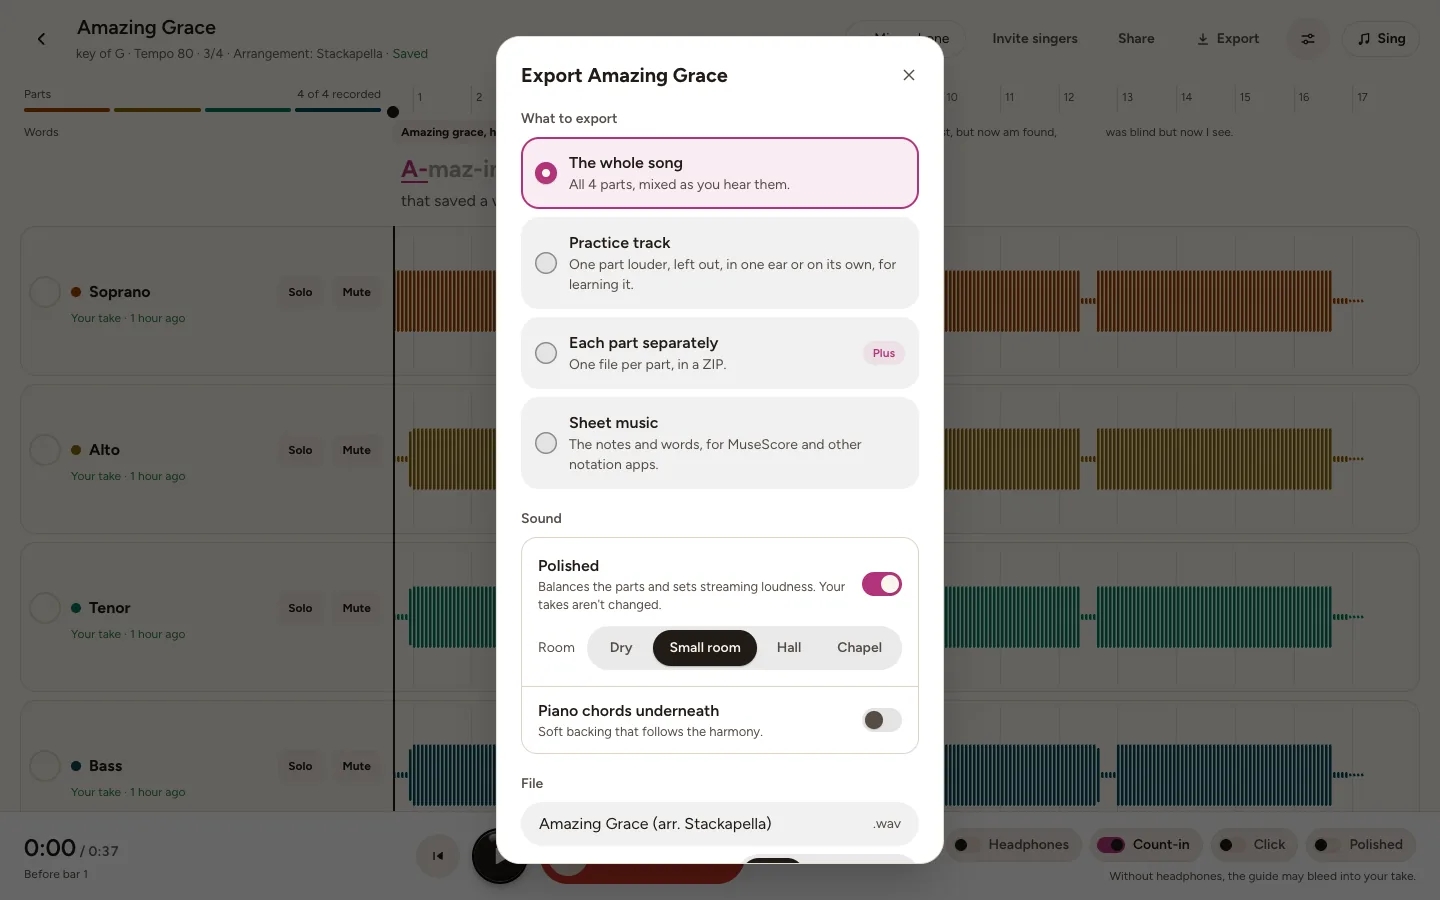 Amazing Grace
key of G · Tempo 80 · 3/4 · Arrangement: Stackapella · Saved
Invite singers
Share
Export
Sing
Parts
4 of 4 recorded
1
2
10
11
12
13
14
15
16
17
Words
Amazing grace, h
but now am found,
was blind but now I see.
A-maz-in
that saved a
Soprano
Solo
Mute
Your take · 1 hour ago
Alto
Solo
Mute
Your take · 1 hour ago
Tenor
Solo
Mute
Your take · 1 hour ago
Bass
Solo
Mute
Your take · 1 hour ago
Export Amazing Grace
What to export
The whole song
All 4 parts, mixed as you hear them.
Practice track
One part louder, left out, in one ear or on its own, for
learning it.
Each part separately
One file per part, in a ZIP.
Plus
Sheet music
The notes and words, for MuseScore and other
notation apps.
Sound
Polished
Balances the parts and sets streaming loudness. Your
takes aren't changed.
Room
Dry
Small room
Hall
Chapel
Piano chords underneath
Soft backing that follows the harmony.
File
Amazing Grace (arr. Stackapella)
.wav
0:00 / 0:37
Before bar 1
Headphones
Count-in
Click
Polished
Without headphones, the guide may bleed into your take.